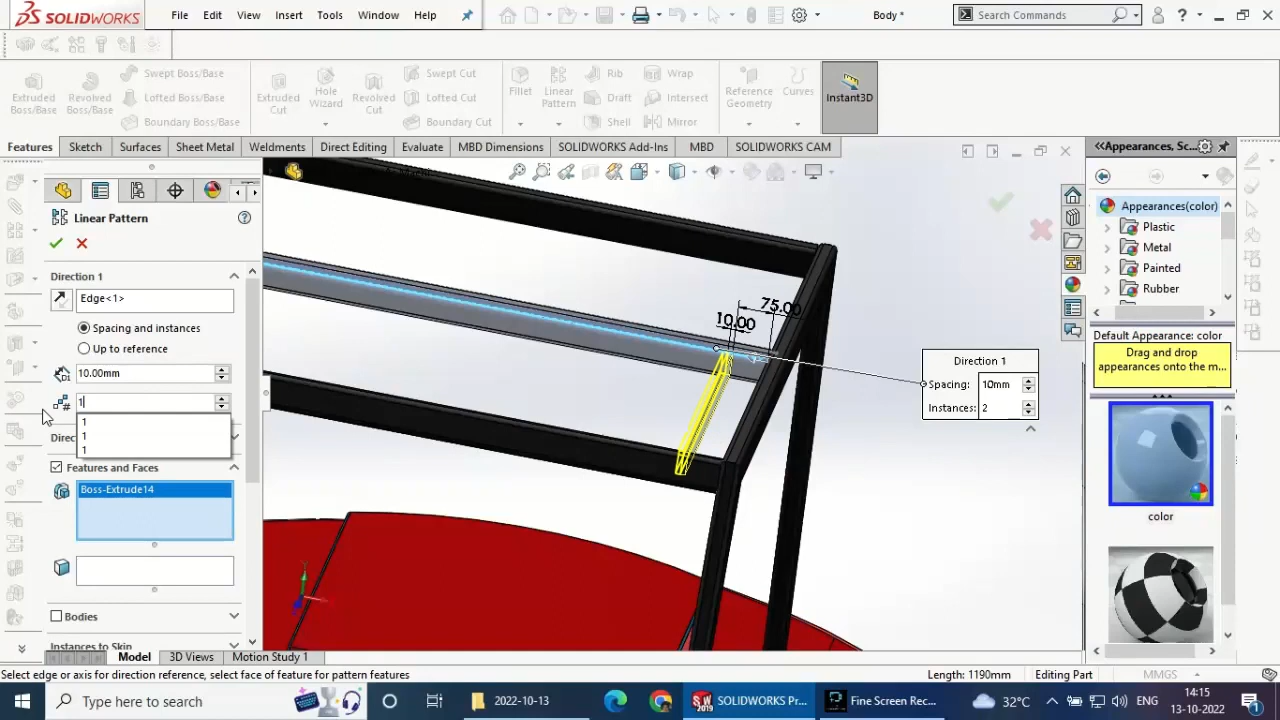 SOLIDWORKS File Edit View Insert Tools Window Help Body * Search Commands
Extruded Boss/Base
Revolved Boss/Base
Swept Boss/Base
Lofted Boss/Base
Boundary Boss/Base
Extruded Cut
Hole Wizard
Revolved Cut
Swept Cut
Lofted Cut
Boundary Cut
Fillet
Linear Pattern
Rib
Draft
Shell
Wrap
Intersect
Mirror
Reference Geometry
Curves
Instant3D
Features Sketch Surfaces Sheet Metal Weldments Direct Editing Evaluate MBD Dimensions SOLIDWORKS Add-Ins MBD SOLIDWORKS CAM
Linear Pattern
Direction 1
Edge<1>
Spacing and instances
Up to reference
10.00mm
1
1
1
1
Direc
Features and Faces
Boss-Extrude14
Bodies
Instances to Skip
75.00
10.00
Direction 1
Spacing: 10mm
Instances: 2
<<Appearances, Sc...
Appearances(color)
Plastic
Metal
Painted
Rubber
Default Appearance: color
Drag and drop
appearances onto the m...
color
Model 3D Views Motion Study 1
Select edge or axis for direction reference, select face of feature for pattern features Length: 1190mm Editing Part MMGS
Type here to search 2022-10-13 SOLIDWORKS Pr... Fine Screen Rec... 32°C ENG 14:15
13-10-2022